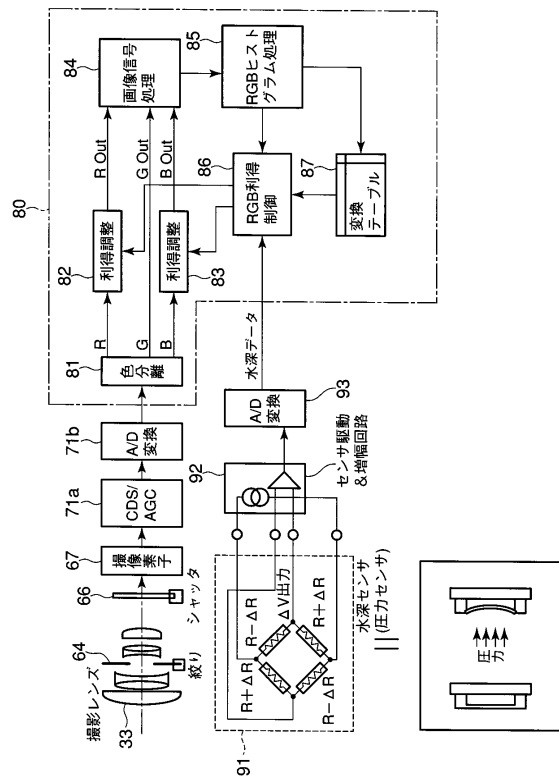 80
84
画像信号
処理
85
RGBヒスト
グラム処理
R Out
G Out
B Out
82
利得調整
83
利得調整
86
RGB利得
制御
87
変換
テーブル
R
G
B
81
色分
離
水深データ
71b
A/D
変換
71a
CDS/
AGC
67
撮像素子
66
シャッタ
64
絞り
撮影レンズ
33
93
A/D
変換
92
センサ駆動
&増幅回路
R+ΔR
R−ΔR
ΔV出力
R−ΔR
R+ΔR
91
水深センサ
(圧力センサ)
圧力